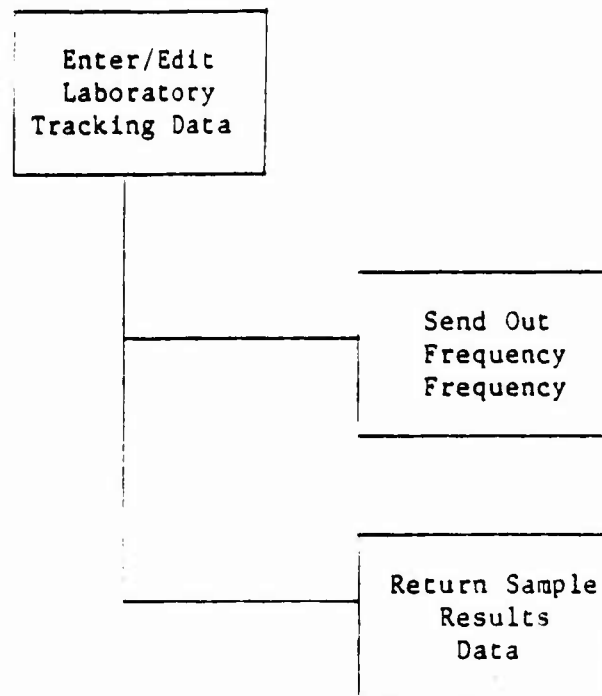 Enter/Edit
Laboratory
Tracking Data
Send Out
Frequency
Frequency
Return Sample
Results
Data